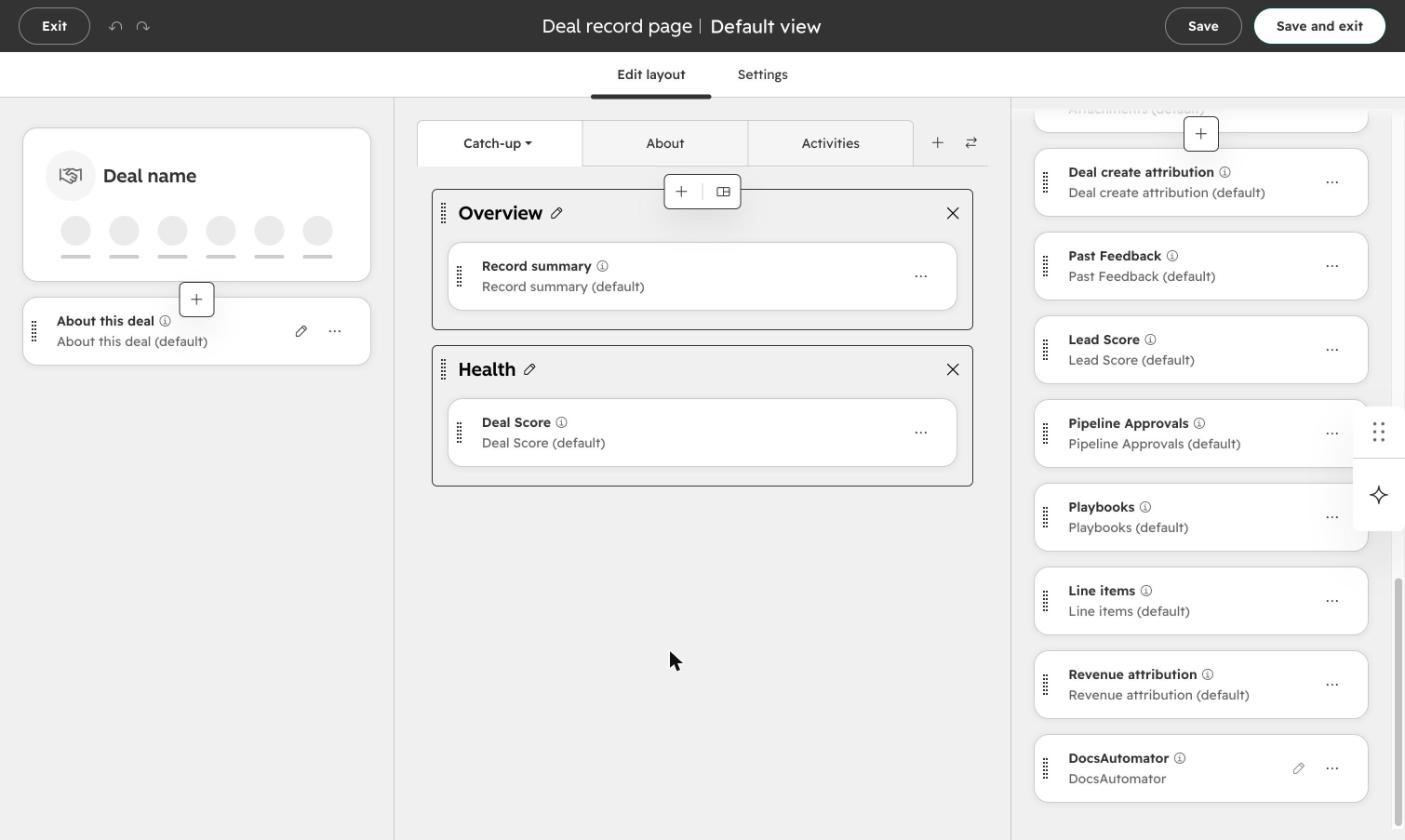 Exit
Deal record page | Default view
Save
Save and exit
Edit layout
Settings
Deal name
About this deal
About this deal (default)
Catch-up
About
Activities
Overview
Record summary
Record summary (default)
Health
Deal Score
Deal Score (default)
Attachments (default)
Deal create attribution
Deal create attribution (default)
Past Feedback
Past Feedback (default)
Lead Score
Lead Score (default)
Pipeline Approvals
Pipeline Approvals (default)
Playbooks
Playbooks (default)
Line items
Line items (default)
Revenue attribution
Revenue attribution (default)
DocsAutomator
DocsAutomator